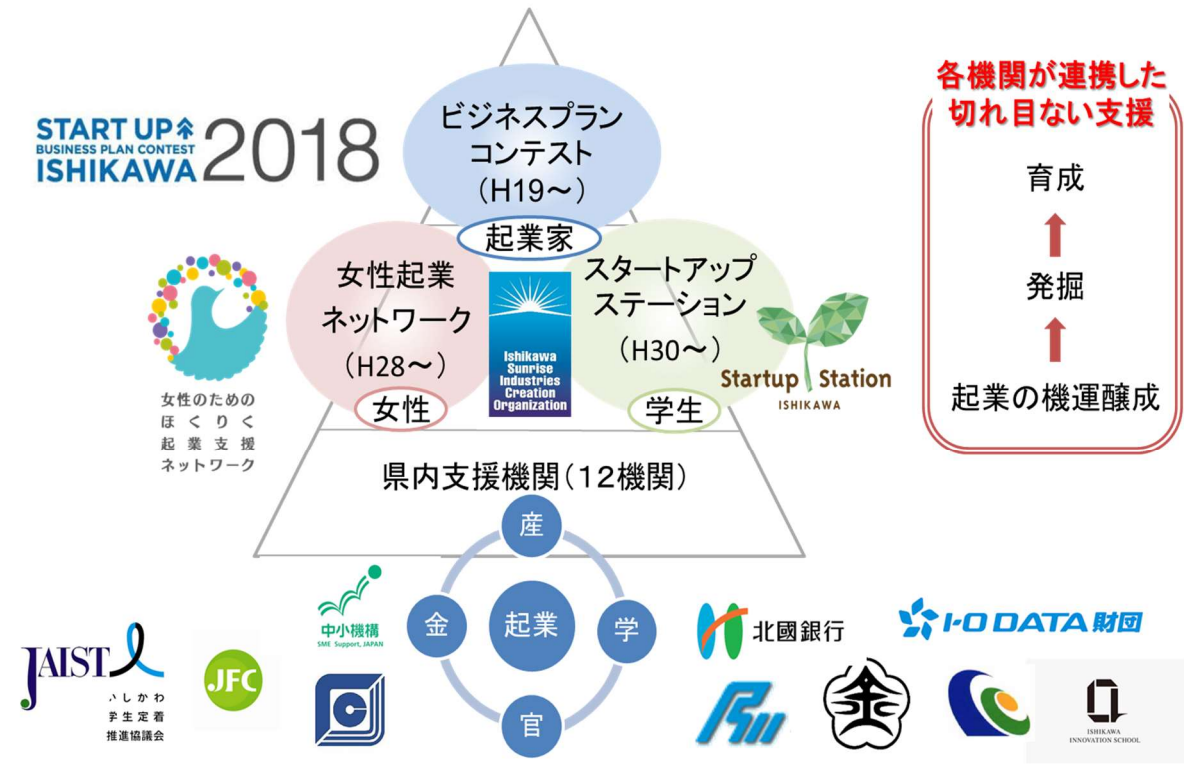 START UP
BUSINESS PLAN CONTEST
ISHIKAWA
2018
ビジネスプラン
コンテスト
(H19～)
起業家
女性起業
ネットワーク
(H28～)
女性
スタートアップ
ステーション
(H30～)
学生
Ishikawa
Sunrise
Industries
Creation
Organization
女性のための
ほくりく
起業支援
ネットワーク
Startup Station
ISHIKAWA
各機関が連携した
切れ目ない支援
育成
発掘
起業の機運醸成
県内支援機関(12機関)
産
金
起業
学
官
JAIST
しかわ
生定着
推進協議会
JFC
中小機構
SME Support, JAPAN
北國銀行
I-O DATA 財団
ISHIKAWA
INNOVATION SCHOOL